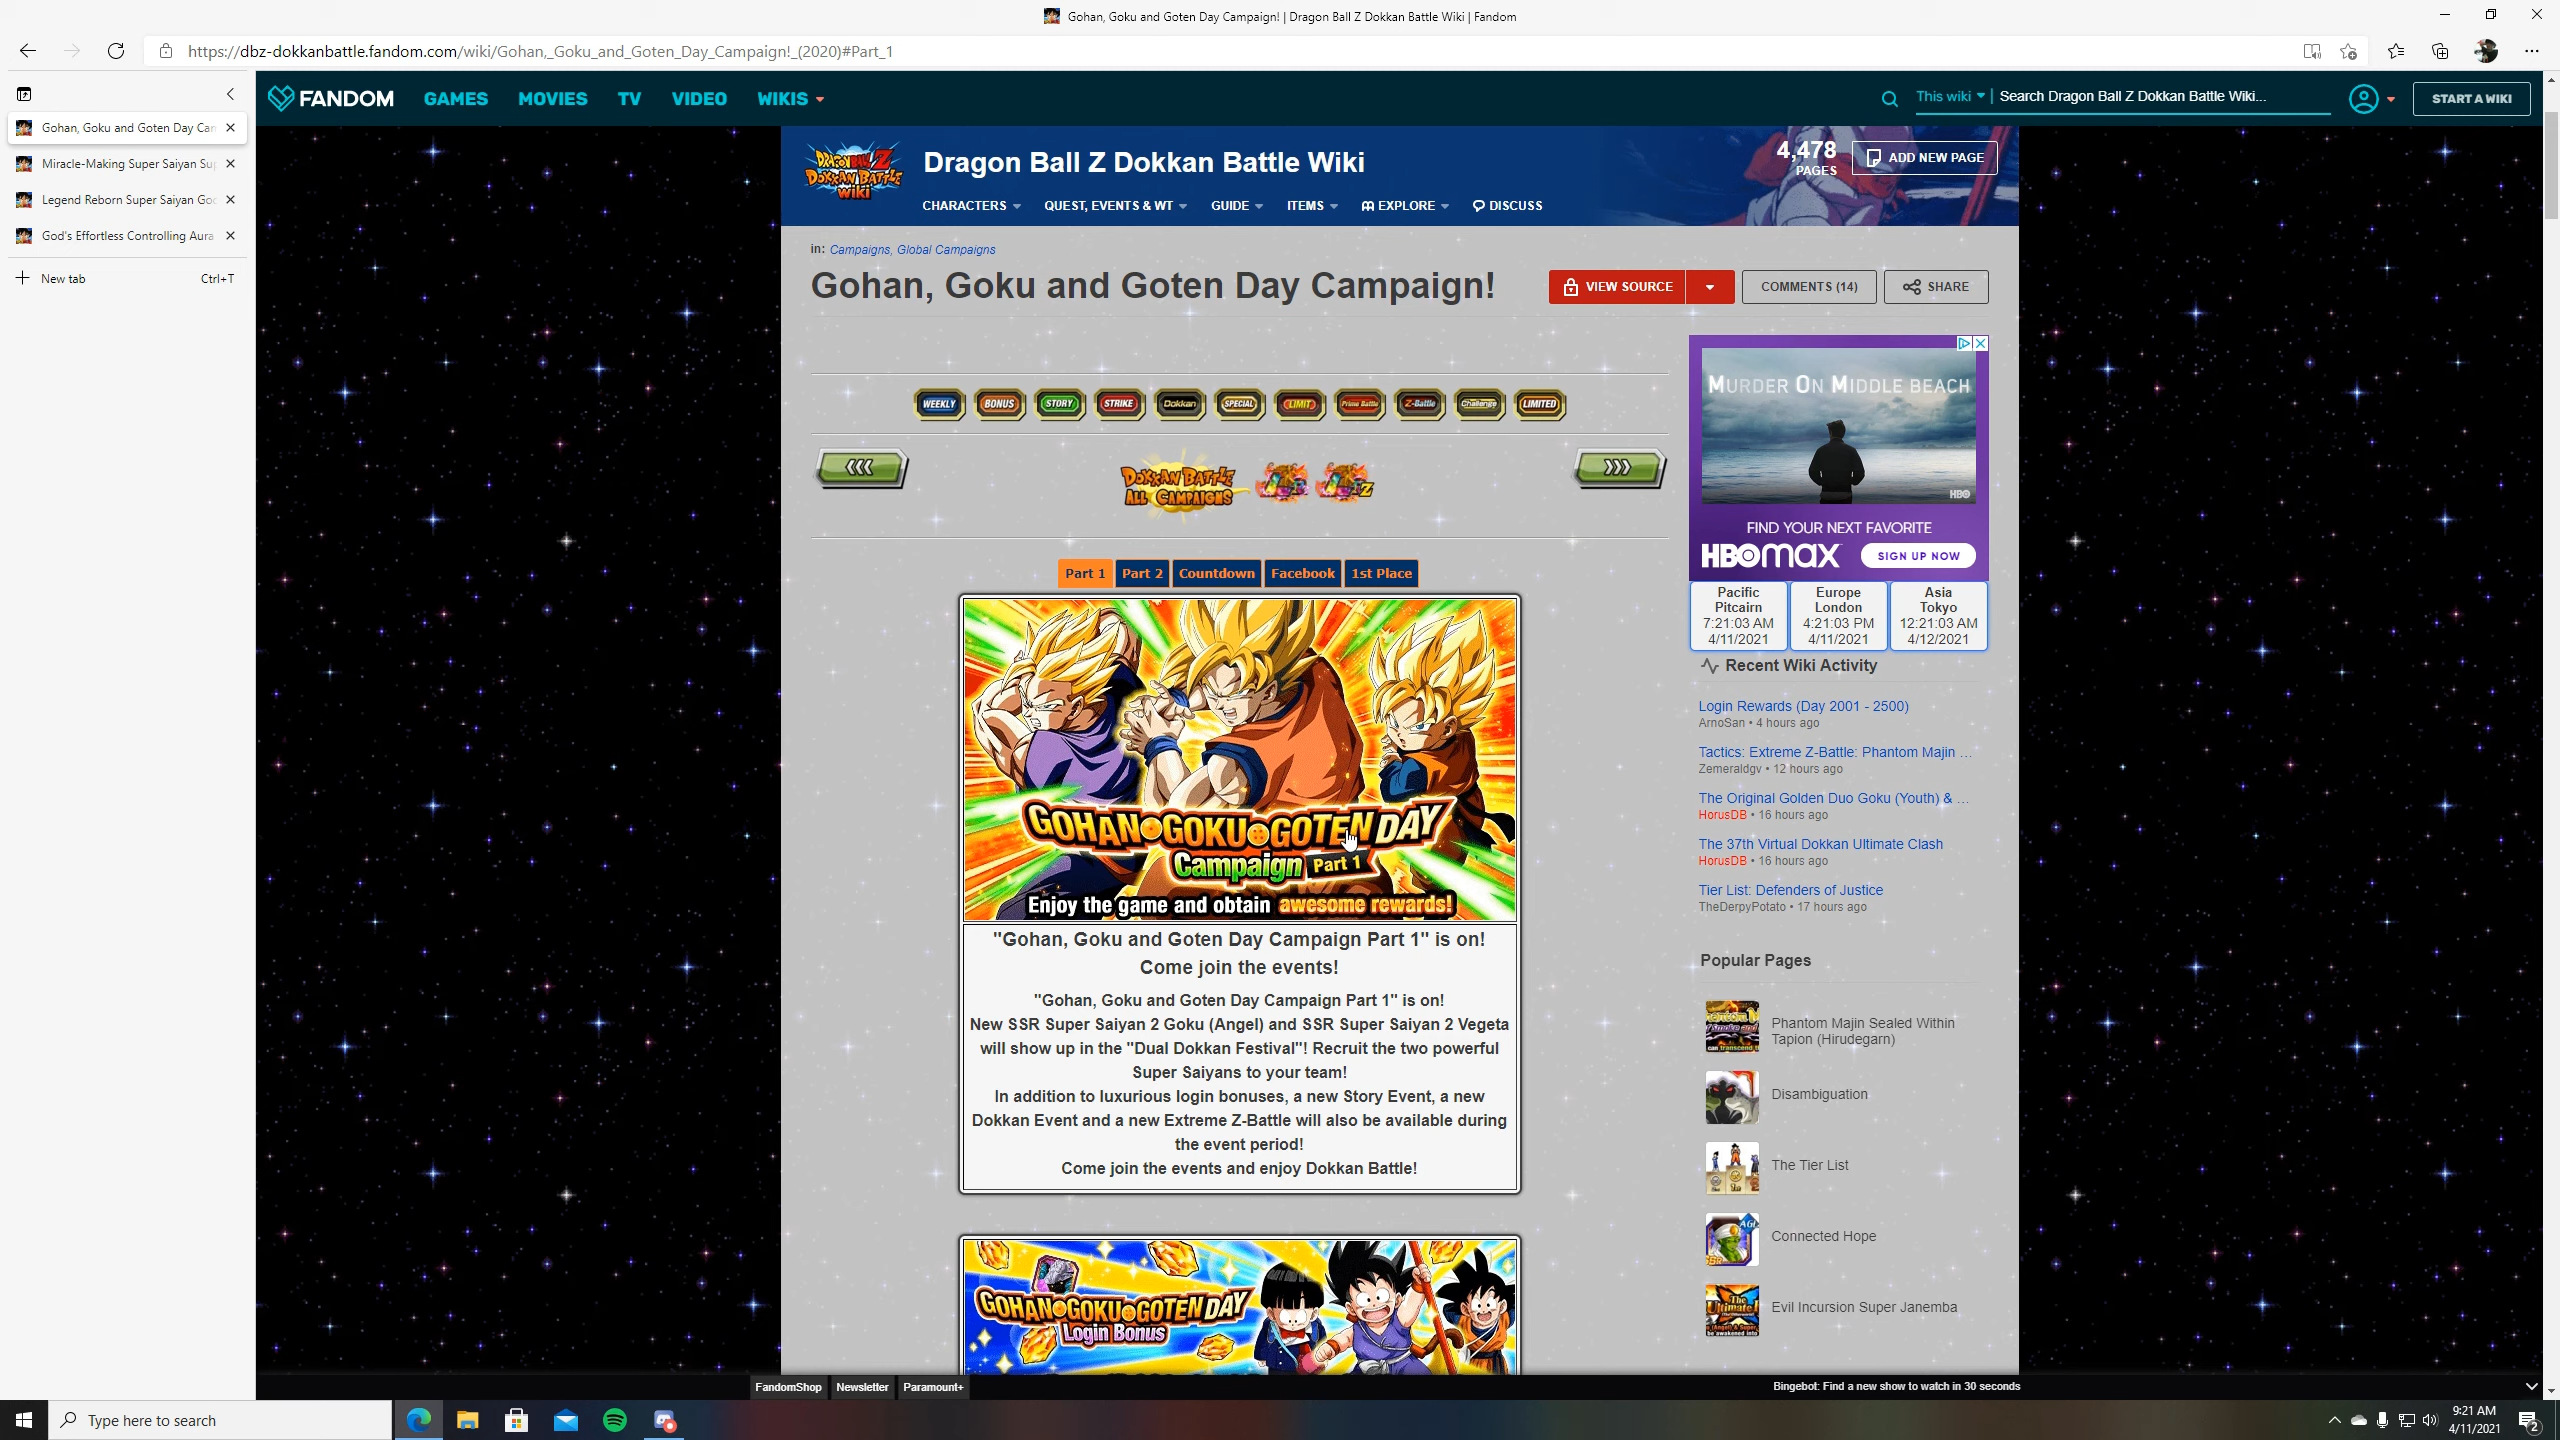 Gohan, Goku and Goten Day Campaign! | Dragon Ball Z Dokkan Battle Wiki | Fandom
https://dbz-dokkanbattle.fandom.com/wiki/Gohan,_Goku_and_Goten_Day_Campaign!_(2020)#Part_1
Gohan, Goku and Goten Day Cam
Miracle-Making Super Saiyan Sup
Legend Reborn Super Saiyan Goc
God's Effortless Controlling Aura
New tab Ctrl+T
FANDOM GAMES MOVIES TV VIDEO WIKIS
This wiki Search Dragon Ball Z Dokkan Battle Wiki...
START A WIKI
DRAGON BALL Z
DOKKAN BATTLE
WiKi
Dragon Ball Z Dokkan Battle Wiki
4,478
PAGES
ADD NEW PAGE
CHARACTERS QUEST, EVENTS & WT GUIDE ITEMS EXPLORE DISCUSS
in: Campaigns, Global Campaigns
Gohan, Goku and Goten Day Campaign!
VIEW SOURCE
COMMENTS (14)
SHARE
WEEKLY BONUS STORY STRIKE Dokkan SPECIAL LIMIT Prime Battle Z-Battle Challenge LIMITED
DOKKAN BATTLE
ALL CAMPAIGNS
Part 1 Part 2 Countdown Facebook 1st Place
GOHAN GOKU GOTEN DAY
Campaign Part 1
Enjoy the game and obtain awesome rewards!
"Gohan, Goku and Goten Day Campaign Part 1" is on!
Come join the events!
"Gohan, Goku and Goten Day Campaign Part 1" is on!
New SSR Super Saiyan 2 Goku (Angel) and SSR Super Saiyan 2 Vegeta
will show up in the "Dual Dokkan Festival"! Recruit the two powerful
Super Saiyans to your team!
In addition to luxurious login bonuses, a new Story Event, a new
Dokkan Event and a new Extreme Z-Battle will also be available during
the event period!
Come join the events and enjoy Dokkan Battle!
GOHAN GOKU GOTEN DAY
Login Bonus
MURDER ON MIDDLE BEACH
HBO
FIND YOUR NEXT FAVORITE
HBOMAX SIGN UP NOW
Pacific
Pitcairn
7:21:03 AM
4/11/2021
Europe
London
4:21:03 PM
4/11/2021
Asia
Tokyo
12:21:03 AM
4/12/2021
Recent Wiki Activity
Login Rewards (Day 2001 - 2500)
ArnoSan • 4 hours ago
Tactics: Extreme Z-Battle: Phantom Majin ...
Zemeraldgv • 12 hours ago
The Original Golden Duo Goku (Youth) & ...
HorusDB • 16 hours ago
The 37th Virtual Dokkan Ultimate Clash
HorusDB • 16 hours ago
Tier List: Defenders of Justice
TheDerpyPotato • 17 hours ago
Popular Pages
Phantom Majin Sealed Within
Tapion (Hirudegarn)
Disambiguation
The Tier List
Connected Hope
Evil Incursion Super Janemba
FandomShop Newsletter Paramount+
Bingebot: Find a new show to watch in 30 seconds
Type here to search
9:21 AM
4/11/2021
2